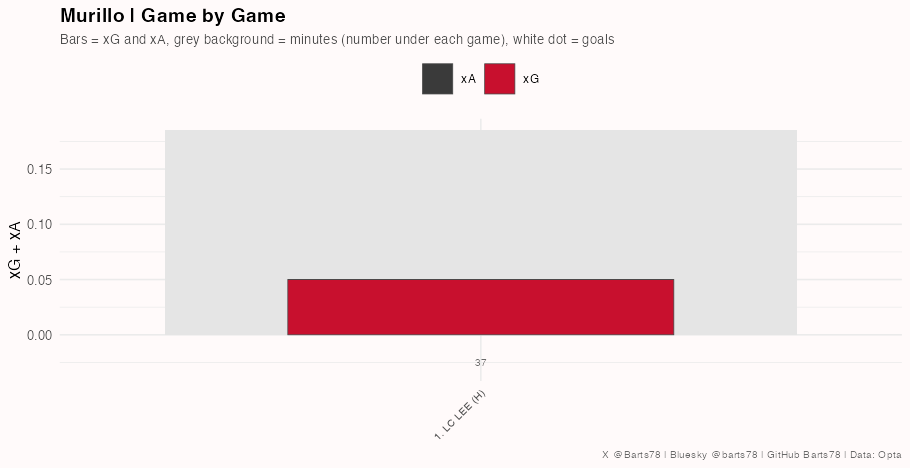 Murillo | Game by Game
Bars = xG and xA, grey background = minutes (number under each game), white dot = goals
xA
xG
xG + xA
0.15
0.10
0.05
0.00
37
1. LC LEE (H)
X @Barts78 | Bluesky @barts78 | GitHub Barts78 | Data: Opta